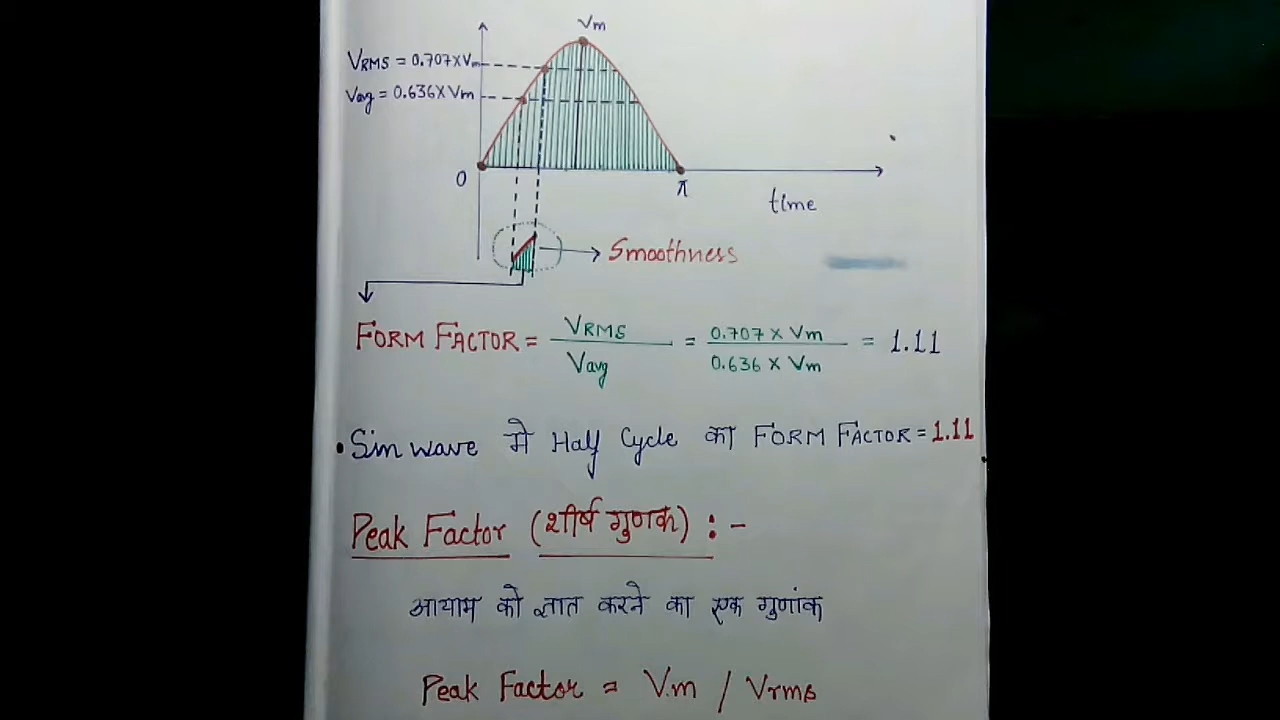 Vm
VRMS = 0.707×Vm
Vavg = 0.636×Vm
0
π
time
Smoothness
FORM FACTOR = VRMS / Vavg = 0.707 × Vm / 0.636 × Vm = 1.11
• Sin wave मे Half Cycle का FORM FACTOR = 1.11
Peak Factor (शीर्ष गुणक) : -
आयाम को ज्ञात करने का एक गुणांक
Peak Factor = Vm / Vrms